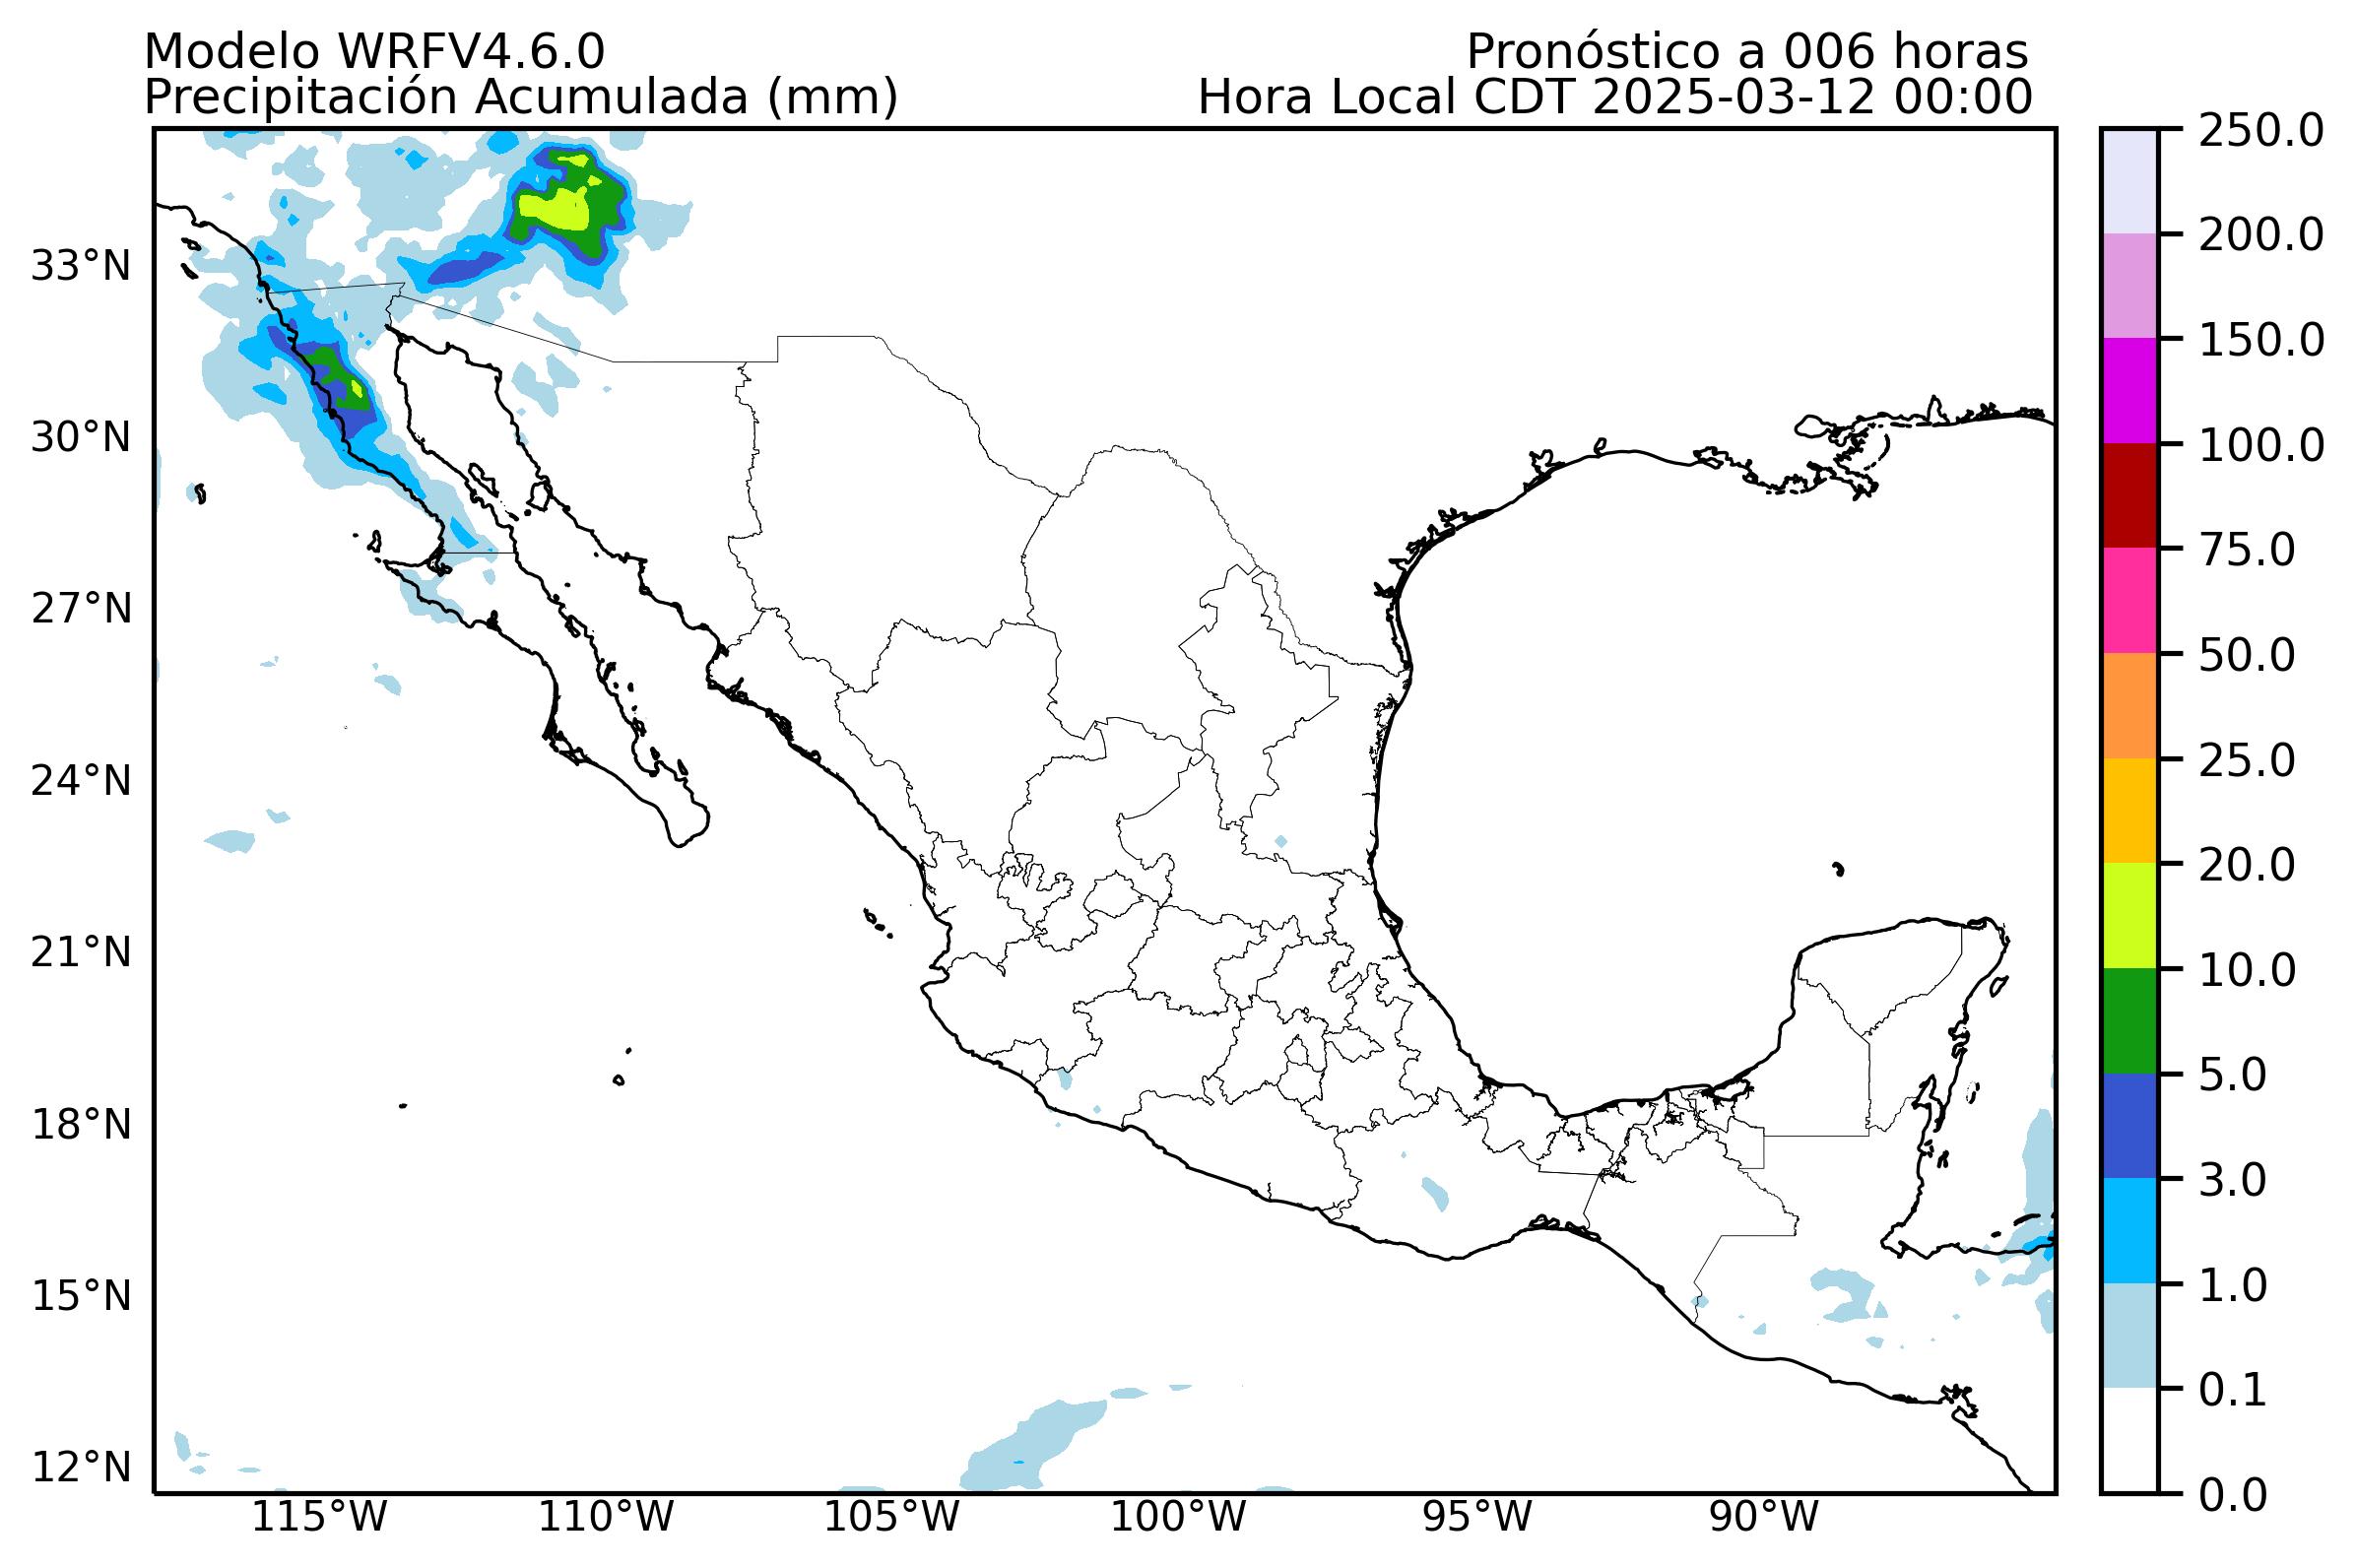 Modelo WRFV4.6.0
Pronóstico a 006 horas
Precipitación Acumulada (mm)
Hora Local CDT 2025-03-12 00:00
33°N
30°N
27°N
24°N
21°N
18°N
15°N
12°N
115°W
110°W
105°W
100°W
95°W
90°W
250.0
200.0
150.0
100.0
75.0
50.0
25.0
20.0
10.0
5.0
3.0
1.0
0.1
0.0